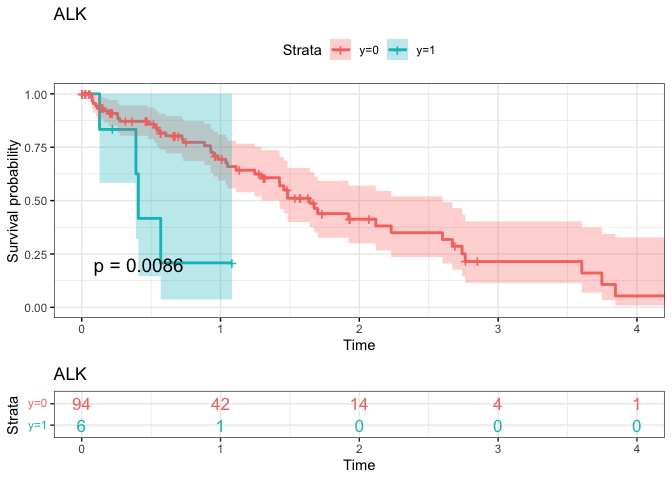 ALK
Strata y=0 y=1
1.00
0.75
0.50
0.25
0.00
Survival probability
p = 0.0086
0 1 2 3 4
Time
ALK
Strata
y=0 94 42 14 4 1
y=1 6 1 0 0 0
0 1 2 3 4
Time